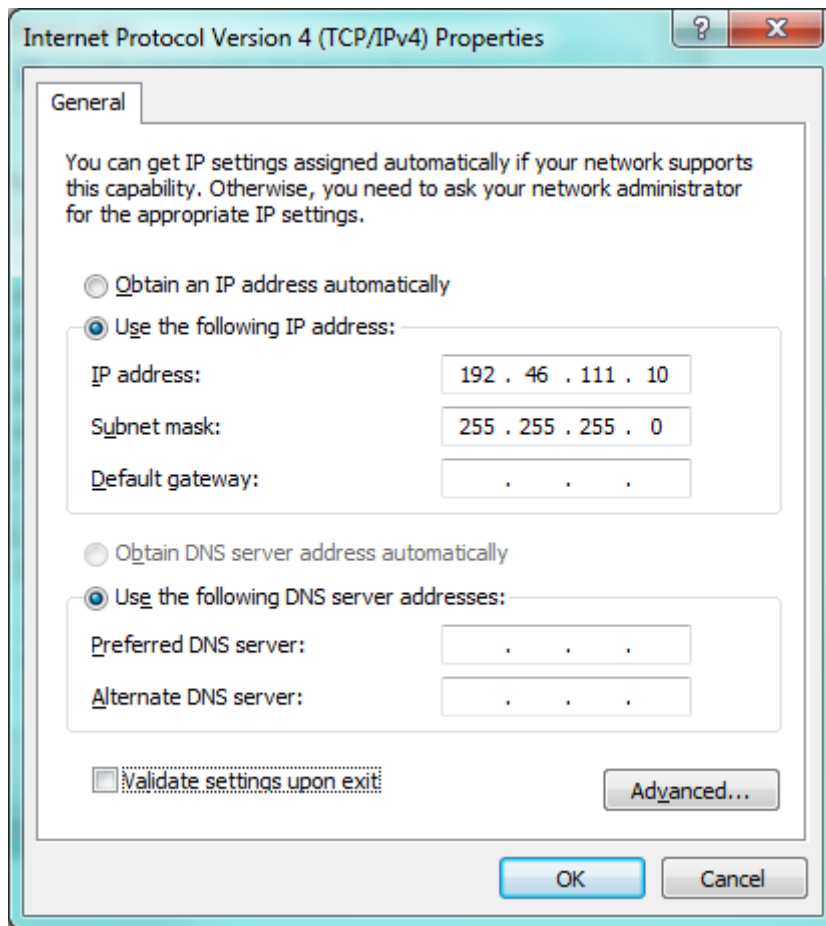 Internet Protocol Version 4 (TCP/IPv4) Properties
?
X
General
You can get IP settings assigned automatically if your network supports
this capability. Otherwise, you need to ask your network administrator
for the appropriate IP settings.
Obtain an IP address automatically
Use the following IP address:
IP address: 192 . 46 . 111 . 10
Subnet mask: 255 . 255 . 255 . 0
Default gateway: . . .
Obtain DNS server address automatically
Use the following DNS server addresses:
Preferred DNS server: . . .
Alternate DNS server: . . .
Validate settings upon exit
Advanced...
OK Cancel